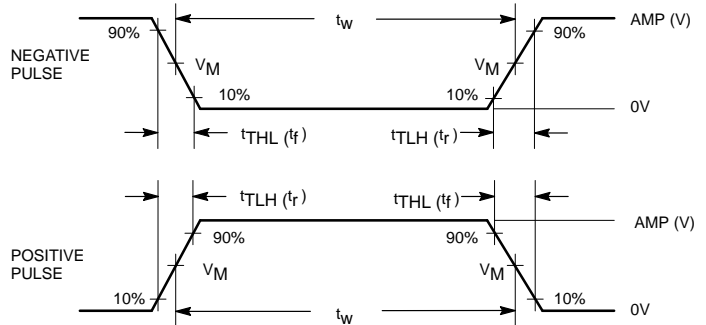 tw
AMP (V)
90%
90%
NEGATIVE
PULSE
VM
VM
10%
10%
0V
tTHL (tf)
tTLH (tr)
tTLH (tr)
tTHL (tf)
AMP (V)
90%
90%
POSITIVE
PULSE
VM
VM
10%
10%
tw
0V